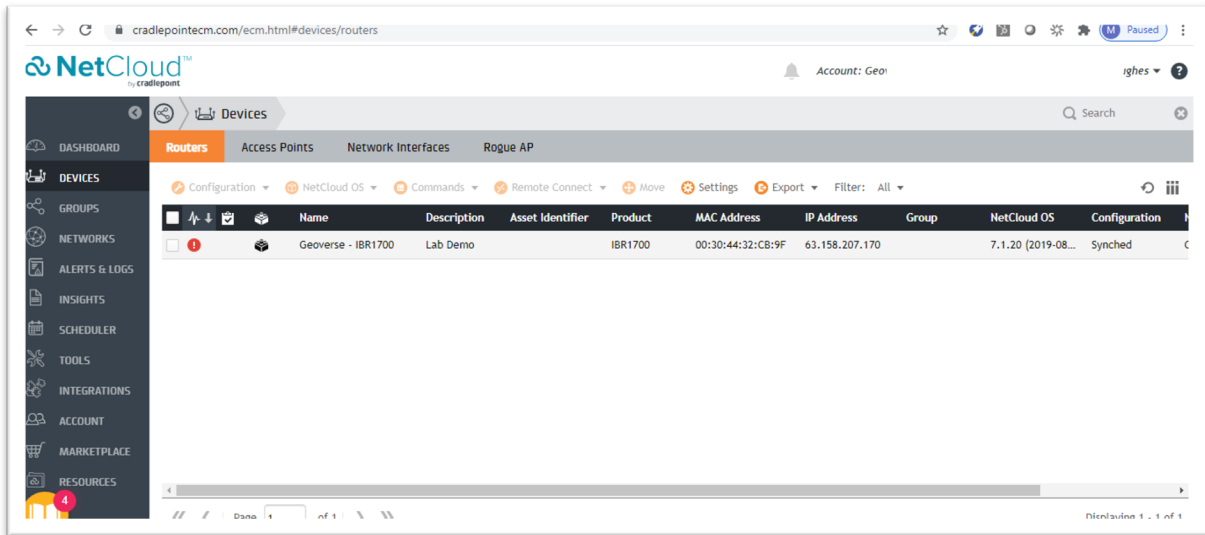 cradlepointecm.com/ecm.html#devices/routers
M Paused
NetCloud™
by cradlepoint
Account: Geov
ighes
?
Devices
Search
DASHBOARD
DEVICES
GROUPS
NETWORKS
ALERTS & LOGS
INSIGHTS
SCHEDULER
TOOLS
INTEGRATIONS
ACCOUNT
MARKETPLACE
RESOURCES
4
Routers Access Points Network Interfaces Rogue AP
Configuration NetCloud OS Commands Remote Connect Move Settings Export Filter: All
Name Description Asset Identifier Product MAC Address IP Address Group NetCloud OS Configuration
Geoverse - IBR1700 Lab Demo IBR1700 00:30:44:32:CB:9F 63.158.207.170 7.1.20 (2019-08... Synched
Page 1 of 1
Displaying 1 - 1 of 1